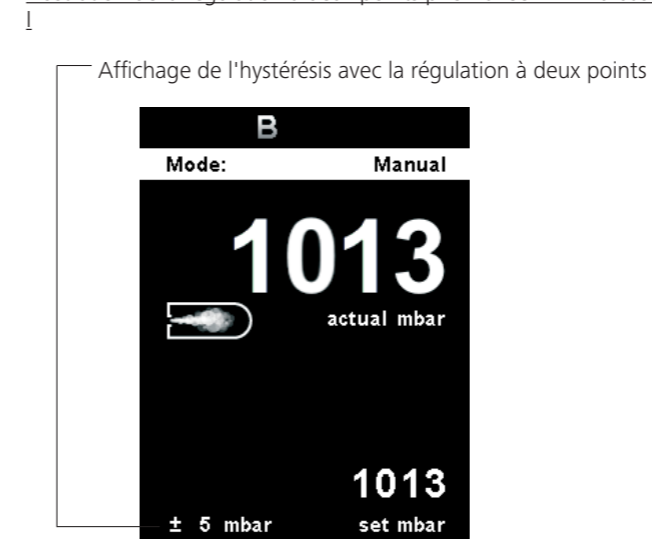 l
Affichage de l'hystérésis avec la régulation à deux points
B
Mode: Manual
1013
actual mbar
1013
± 5 mbar set mbar